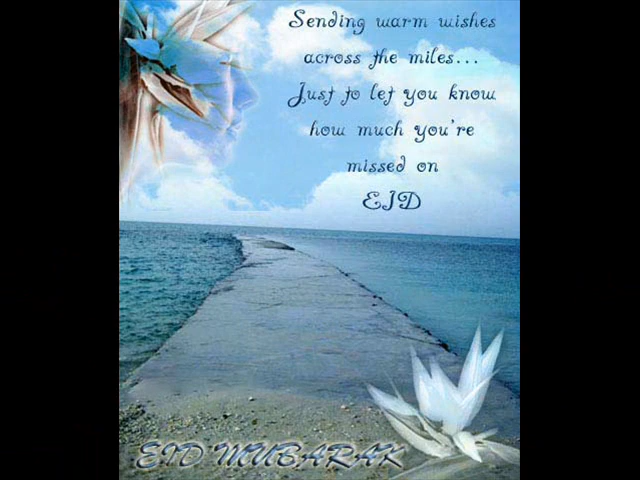 Sending warm wishes
across the miles...
Just to let you know
how much you're
missed on
EID
EID MUBARAK